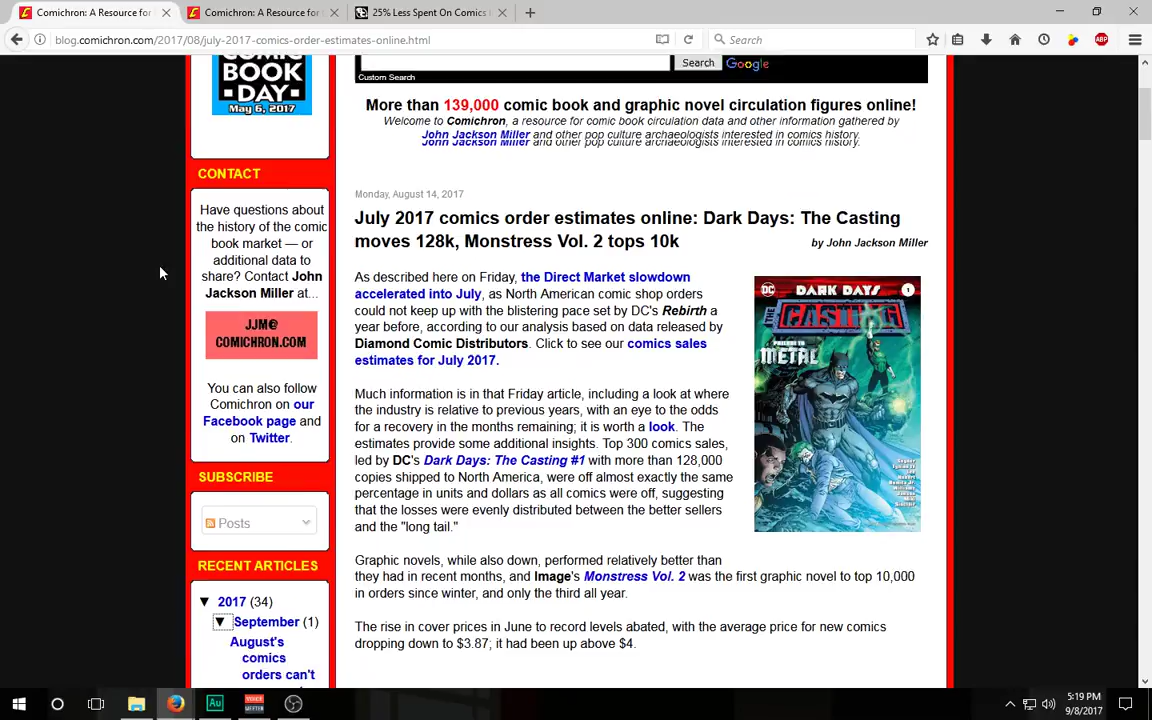 Comichron: A Resource for
Comichron: A Resource for
25% Less Spent On Comics
blog.comichron.com/2017/08/july-2017-comics-order-estimates-online.html
Search
ABP
COMIC
BOOK
DAY
May 6, 2017
Search
Google
Custom Search
More than 139,000 comic book and graphic novel circulation figures online!
Welcome to Comichron, a resource for comic book circulation data and other information gathered by
John Jackson Miller and other pop culture archaeologists interested in comics history.
John Jackson Miller and other pop culture archaeologists interested in comics history.
CONTACT
Have questions about
the history of the comic
book market — or
additional data to
share? Contact John
Jackson Miller at...
JJM@
COMICHRON.COM
You can also follow
Comichron on our
Facebook page and
on Twitter.
SUBSCRIBE
Posts
RECENT ARTICLES
▼ 2017 (34)
▼ September (1)
August's
comics
orders can't
Monday, August 14, 2017
July 2017 comics order estimates online: Dark Days: The Casting
moves 128k, Monstress Vol. 2 tops 10k
by John Jackson Miller
As described here on Friday, the Direct Market slowdown
accelerated into July, as North American comic shop orders
could not keep up with the blistering pace set by DC's Rebirth a
year before, according to our analysis based on data released by
Diamond Comic Distributors. Click to see our comics sales
estimates for July 2017.
Much information is in that Friday article, including a look at where
the industry is relative to previous years, with an eye to the odds
for a recovery in the months remaining; it is worth a look. The
estimates provide some additional insights. Top 300 comics sales,
led by DC's Dark Days: The Casting #1 with more than 128,000
copies shipped to North America, were off almost exactly the same
percentage in units and dollars as all comics were off, suggesting
that the losses were evenly distributed between the better sellers
and the "long tail."
DC
DARK DAYS
1
THE
CASTING
PRELUDE TO
METAL
Graphic novels, while also down, performed relatively better than
they had in recent months, and Image's Monstress Vol. 2 was the first graphic novel to top 10,000
in orders since winter, and only the third all year.
The rise in cover prices in June to record levels abated, with the average price for new comics
dropping down to $3.87; it had been up above $4.
Au
5:19 PM
9/8/2017